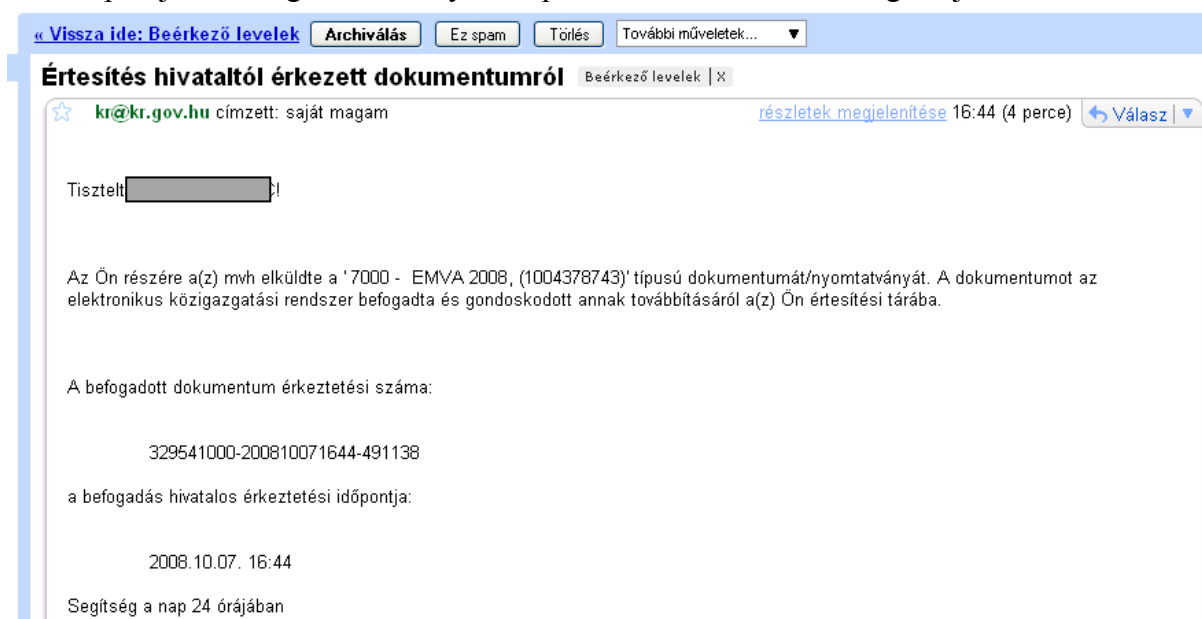 « Vissza ide: Beérkező levelek Archiválás Ez spam Törlés További műveletek... ▼
Értesítés hivataltól érkezett dokumentumról Beérkező levelek | X
kr@kr.gov.hu címzett: saját magam részletek megjelenítése 16:44 (4 perce) Válasz | ▼
Tisztelt !
Az Ön részére a(z) mvh elküldte a ' 7000 - EMVA 2008, (1004378743)' típusú dokumentumát/nyomtatványát. A dokumentumot az
elektronikus közigazgatási rendszer befogadta és gondoskodott annak továbbításáról a(z) Ön értesítési tárába.
A befogadott dokumentum érkeztetési száma:
329541000-200810071644-491138
a befogadás hivatalos érkeztetési időpontja:
2008.10.07. 16:44
Segítség a nap 24 órájában